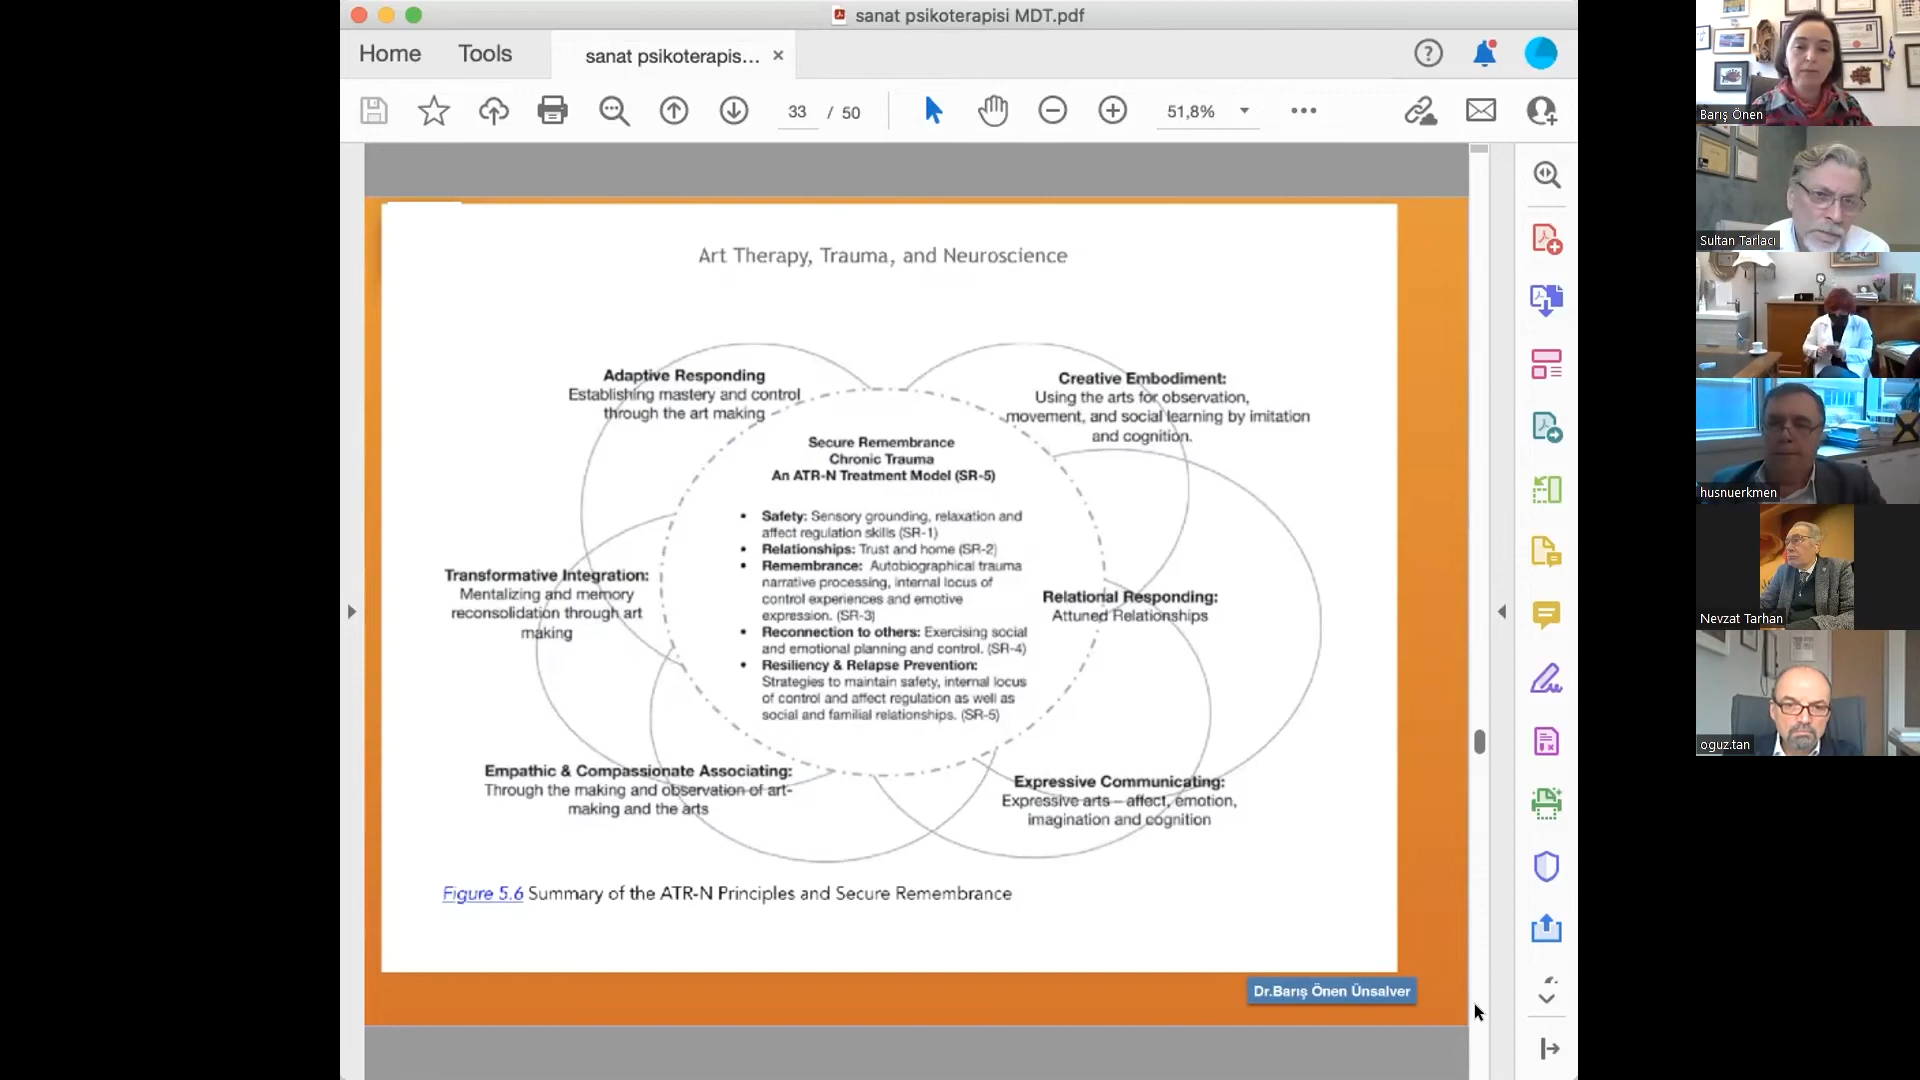 sanat psikoterapisi MDT.pdf
Home
Tools
sanat psikoterapis...
33 / 50
51,8%
Art Therapy, Trauma, and Neuroscience
Adaptive Responding
Establishing mastery and control
through the art making
Creative Embodiment:
Using the arts for observation,
movement, and social learning by imitation
and cognition.
Secure Remembrance
Chronic Trauma
An ATR-N Treatment Model (SR-5)
• Safety: Sensory grounding, relaxation and
affect regulation skills (SR-1)
• Relationships: Trust and home (SR-2)
• Remembrance: Autobiographical trauma
narrative processing, internal locus of
control experiences and emotive
expression. (SR-3)
• Reconnection to others: Exercising social
and emotional planning and control. (SR-4)
• Resiliency & Relapse Prevention:
Strategies to maintain safety, internal locus
of control and affect regulation as well as
social and familial relationships. (SR-5)
Transformative Integration:
Mentalizing and memory
reconsolidation through art
making
Relational Responding:
Attuned Relationships
Empathic & Compassionate Associating:
Through the making and observation of art-
making and the arts
Expressive Communicating:
Expressive arts – affect, emotion,
imagination and cognition
Figure 5.6 Summary of the ATR-N Principles and Secure Remembrance
Dr.Barış Önen Ünsalver
Barış Önen
Sultan Tarlacı
husnuerkmen
Nevzat Tarhan
oguz.tan